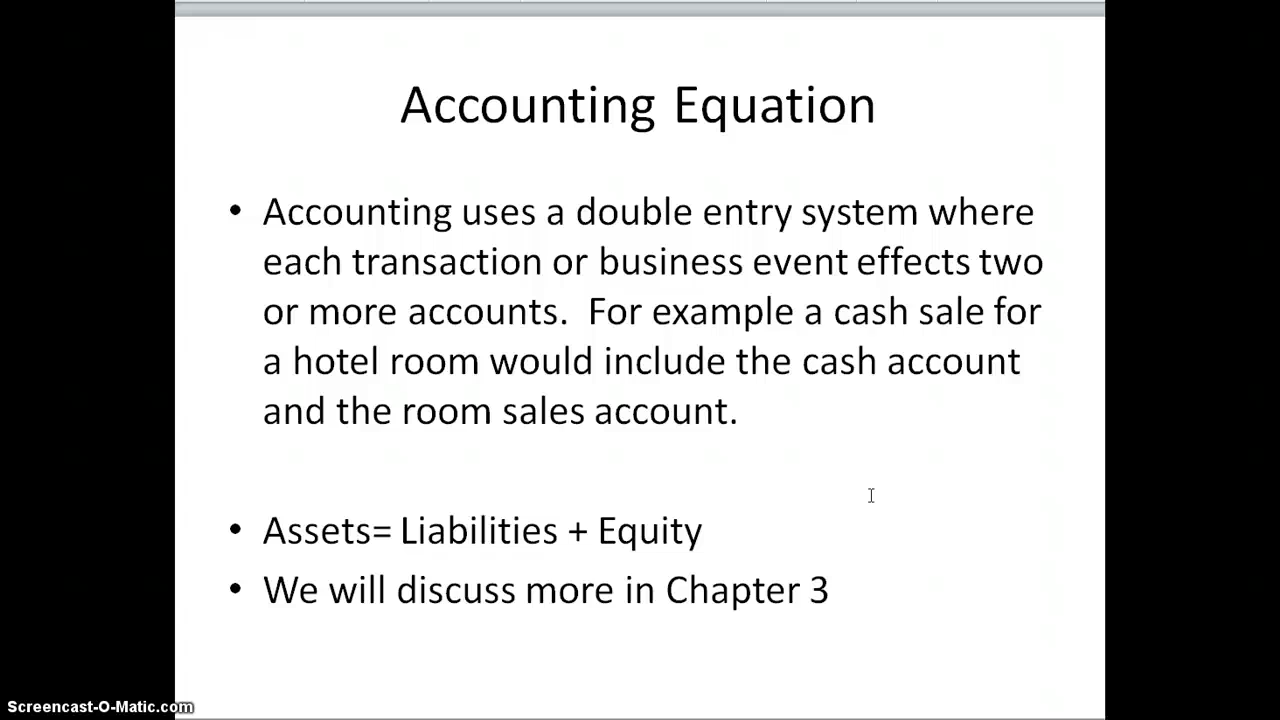 Accounting Equation
• Accounting uses a double entry system where
each transaction or business event effects two
or more accounts.  For example a cash sale for
a hotel room would include the cash account
and the room sales account.
• Assets= Liabilities + Equity
• We will discuss more in Chapter 3
Screencast-O-Matic.com